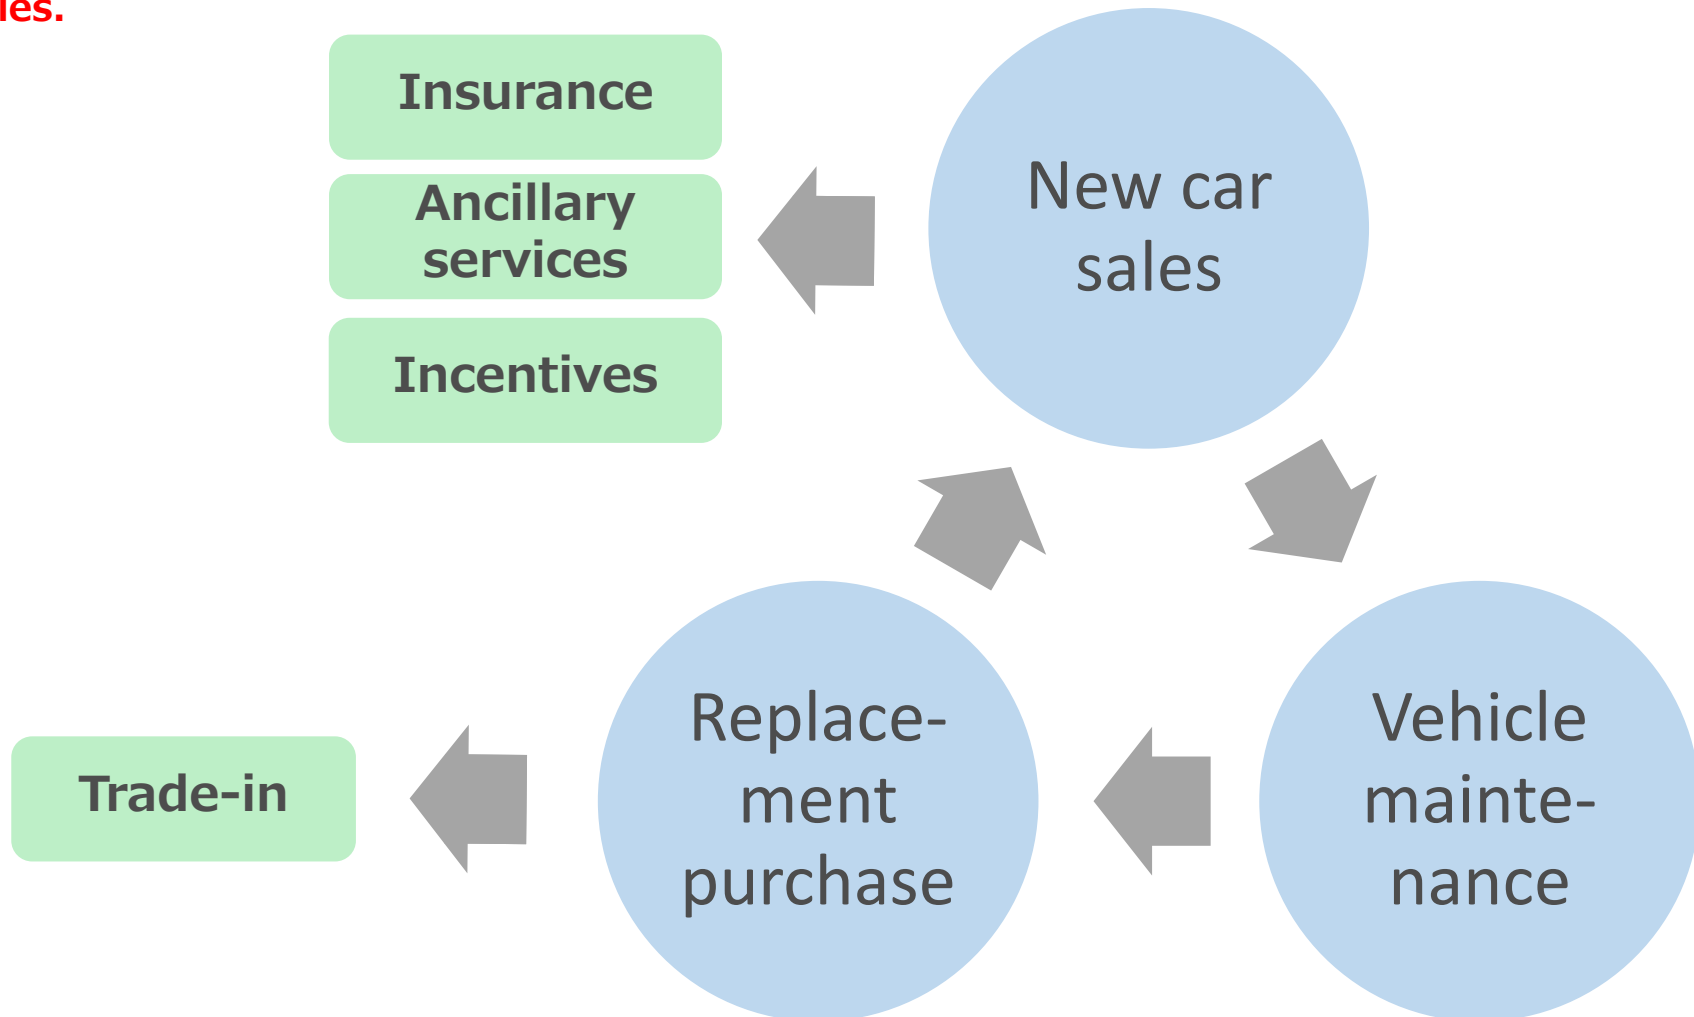 les.
Insurance
Ancillary
services
Incentives
New car
sales
Replace-
ment
purchase
Vehicle
mainte-
nance
Trade-in